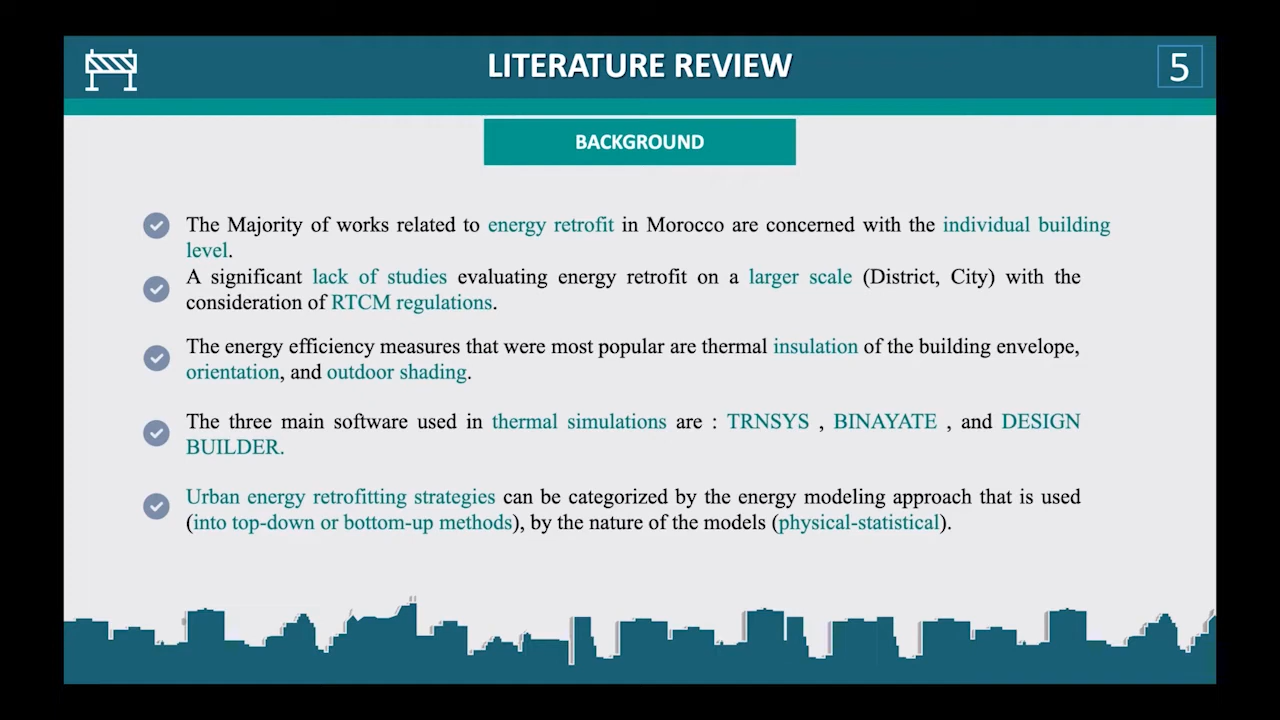 LITERATURE REVIEW
5
BACKGROUND
The Majority of works related to energy retrofit in Morocco are concerned with the individual building
level.
A significant lack of studies evaluating energy retrofit on a larger scale (District, City) with the
consideration of RTCM regulations.
The energy efficiency measures that were most popular are thermal insulation of the building envelope,
orientation, and outdoor shading.
The three main software used in thermal simulations are : TRNSYS , BINAYATE , and DESIGN
BUILDER.
Urban energy retrofitting strategies can be categorized by the energy modeling approach that is used
(into top-down or bottom-up methods), by the nature of the models (physical-statistical).